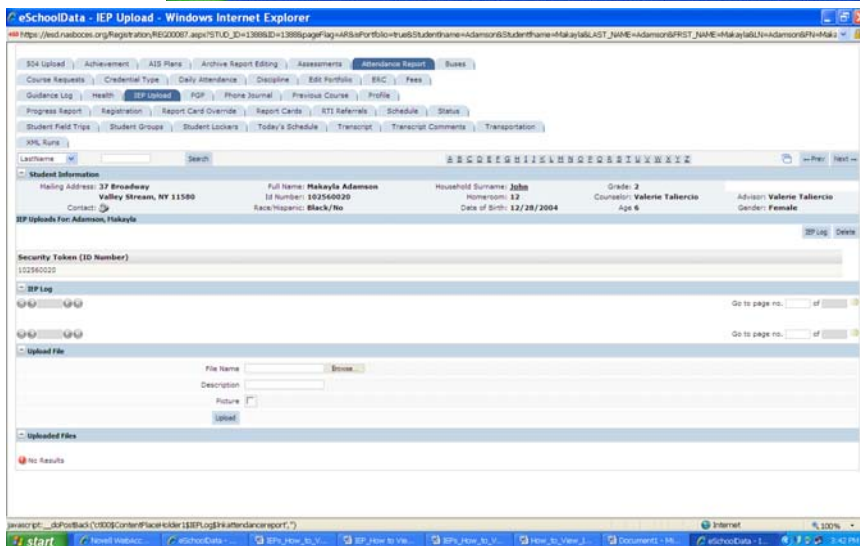 eSchoolData - IEP Upload - Windows Internet Explorer
504 Upload Achievement AIS Plans Archive Report Editing Assessments Attendance Report Buses
Course Requests Credential Type Daily Attendance Discipline Edit Portfolio ERC Fees
Guidance Log Health IEP Upload PGP Phone Journal Previous Course Profile
Progress Report Registration Report Card Override Report Cards RTI Referrals Schedule Status
Student Field Trips Student Groups Student Lockers Today's Schedule Transcript Transcript Comments Transportation
XML Runs
LastName Search A B C D E F G H I J K L M N O P Q R S T U V W X Y Z Prev Next
Student Information
Mailing Address: 37 Broadway Full Name: Makayla Adamson Household Surname: John Grade: 2
Valley Stream, NY 11580 Id Number: 102560020 Homeroom: 12 Counselor: Valerie Taliercio Advisor: Valerie Taliercio
Contact: Race/Hispanic: Black/No Date of Birth: 12/28/2004 Age 6 Gender: Female
IEP Uploads For: Adamson, Makayla
IEP Log Delete
Security Token (ID Number)
102560020
IEP Log
Go to page no. of
Go to page no. of
Upload File
File Name Browse...
Description
Picture
Upload
Uploaded Files
No Results
Internet 100%
start Novell WebAcc... eSchoolData - ... IEPs_How_to_V... IEP_How to Vie... IEPs_How_to_V... How_to_View_I... Document1 - Mi... eSchoolData - I... 3:42 PM